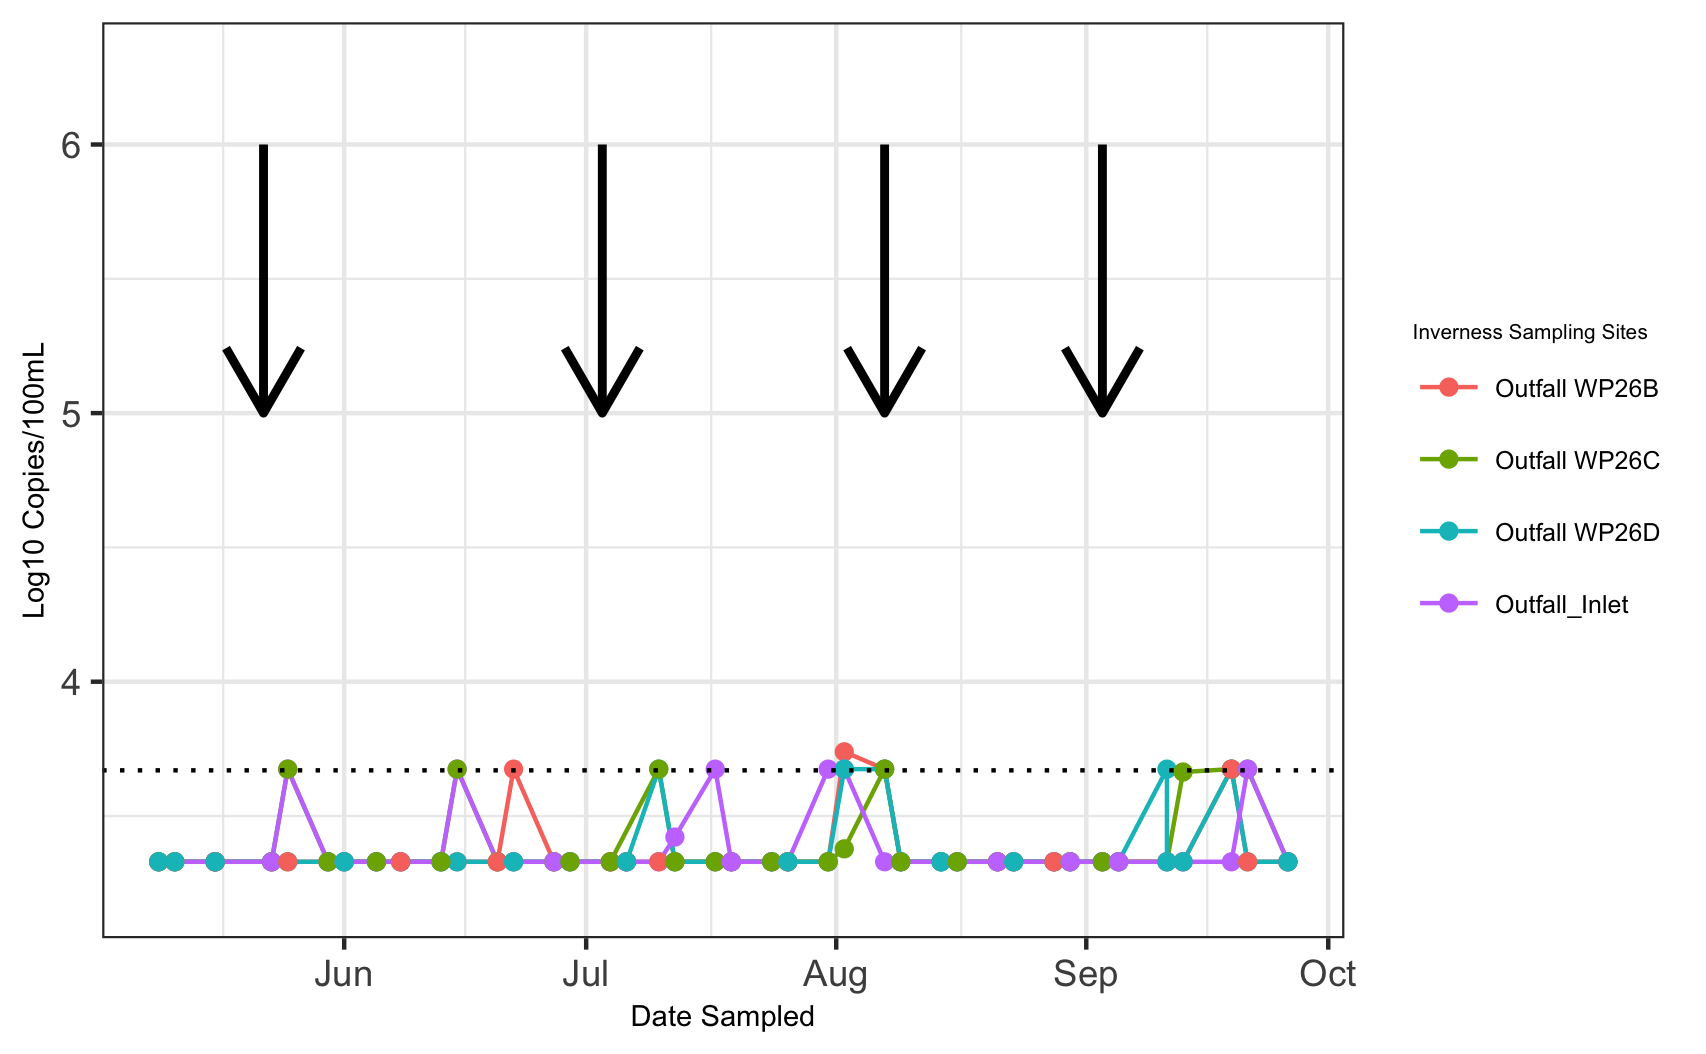 6
5
4
Log10 Copies/100mL
Jun
Jul
Aug
Sep
Oct
Date Sampled
Inverness Sampling Sites
Outfall WP26B
Outfall WP26C
Outfall WP26D
Outfall_Inlet